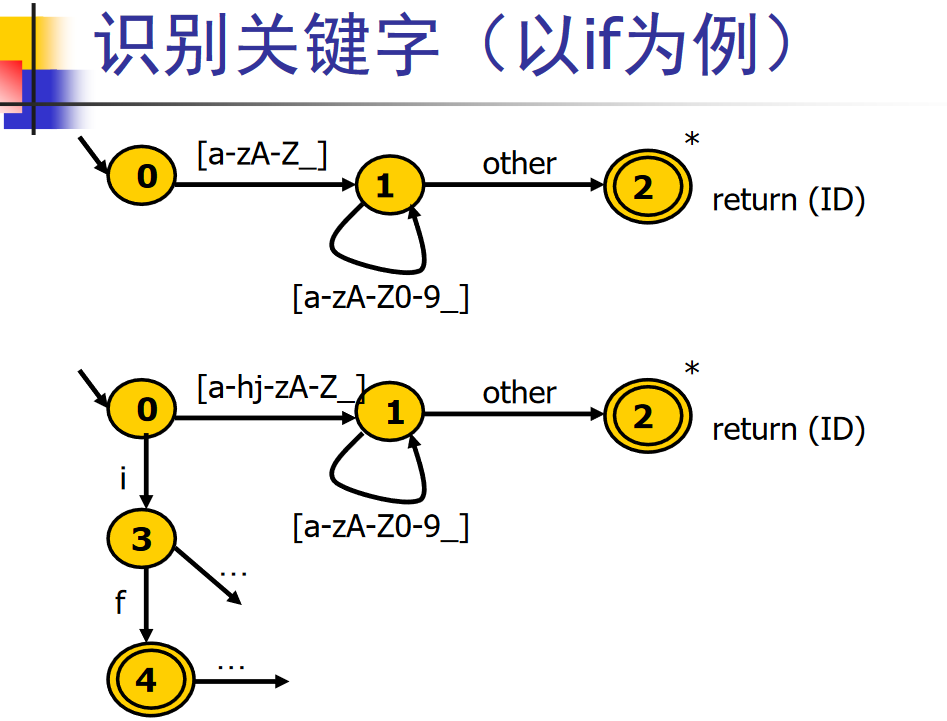 识别关键字（以if为例）
[a-zA-Z_]
other
*
0
1
2
return (ID)
[a-zA-Z0-9_]
[a-hj-zA-Z_]
other
*
0
1
2
return (ID)
i
[a-zA-Z0-9_]
3
…
f
4
…